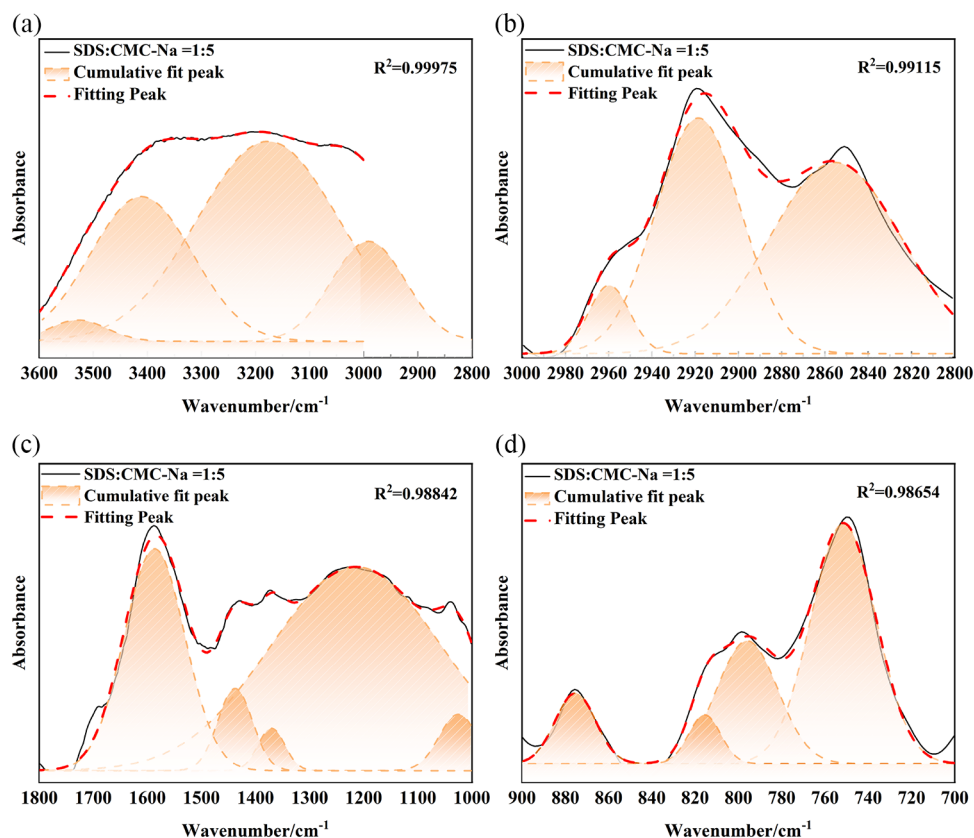 (a)
SDS:CMC-Na =1:5
Cumulative fit peak
Fitting Peak
R²=0.99975
Absorbance
3600 3500 3400 3300 3200 3100 3000 2900 2800
Wavenumber/cm⁻¹
(b)
SDS:CMC-Na =1:5
Cumulative fit peak
Fitting Peak
R²=0.99115
Absorbance
3000 2980 2960 2940 2920 2900 2880 2860 2840 2820 2800
Wavenumber/cm⁻¹
(c)
SDS:CMC-Na =1:5
Cumulative fit peak
Fitting Peak
R²=0.98842
Absorbance
1800 1700 1600 1500 1400 1300 1200 1100 1000
Wavenumber/cm⁻¹
(d)
SDS:CMC-Na =1:5
Cumulative fit peak
Fitting Peak
R²=0.98654
Absorbance
900 880 860 840 820 800 780 760 740 720 700
Wavenumber/cm⁻¹